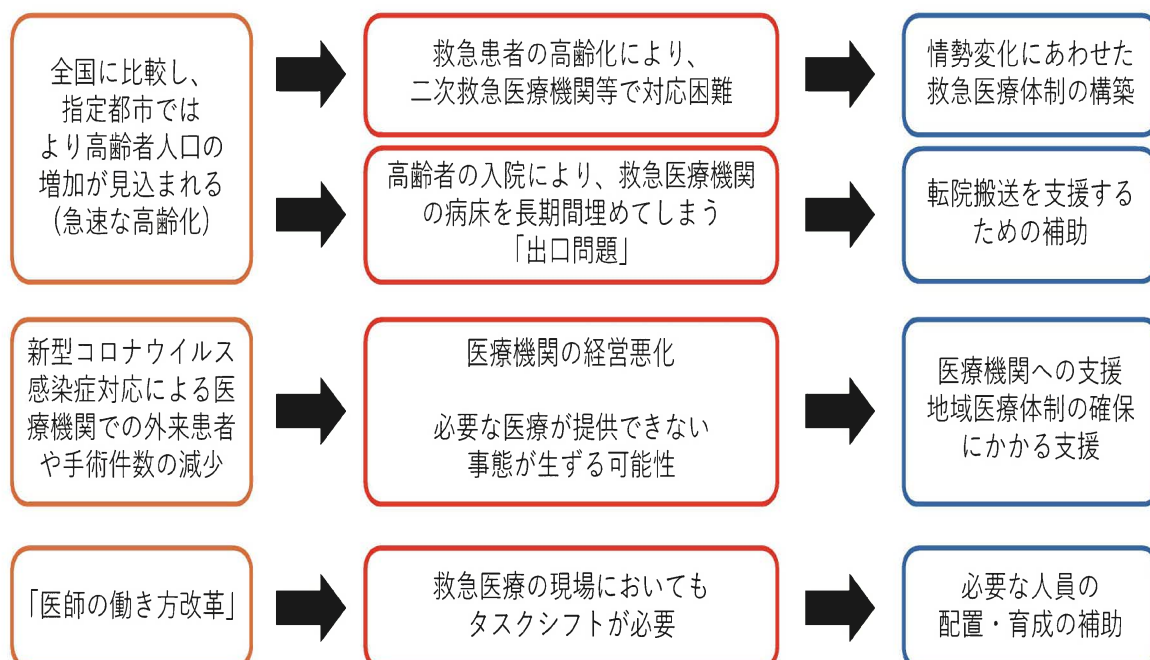 全国に比較し、
指定都市では
より高齢者人口の
増加が見込まれる
(急速な高齢化)
救急患者の高齢化により、
二次救急医療機関等で対応困難
情勢変化にあわせた
救急医療体制の構築
高齢者の入院により、救急医療機関
の病床を長期間埋めてしまう
「出口問題」
転院搬送を支援する
ための補助
新型コロナウイルス
感染症対応による医
療機関での外来患者
や手術件数の減少
医療機関の経営悪化
必要な医療が提供できない
事態が生ずる可能性
医療機関への支援
地域医療体制の確保
にかかる支援
「医師の働き方改革」
救急医療の現場においても
タスクシフトが必要
必要な人員の
配置・育成の補助